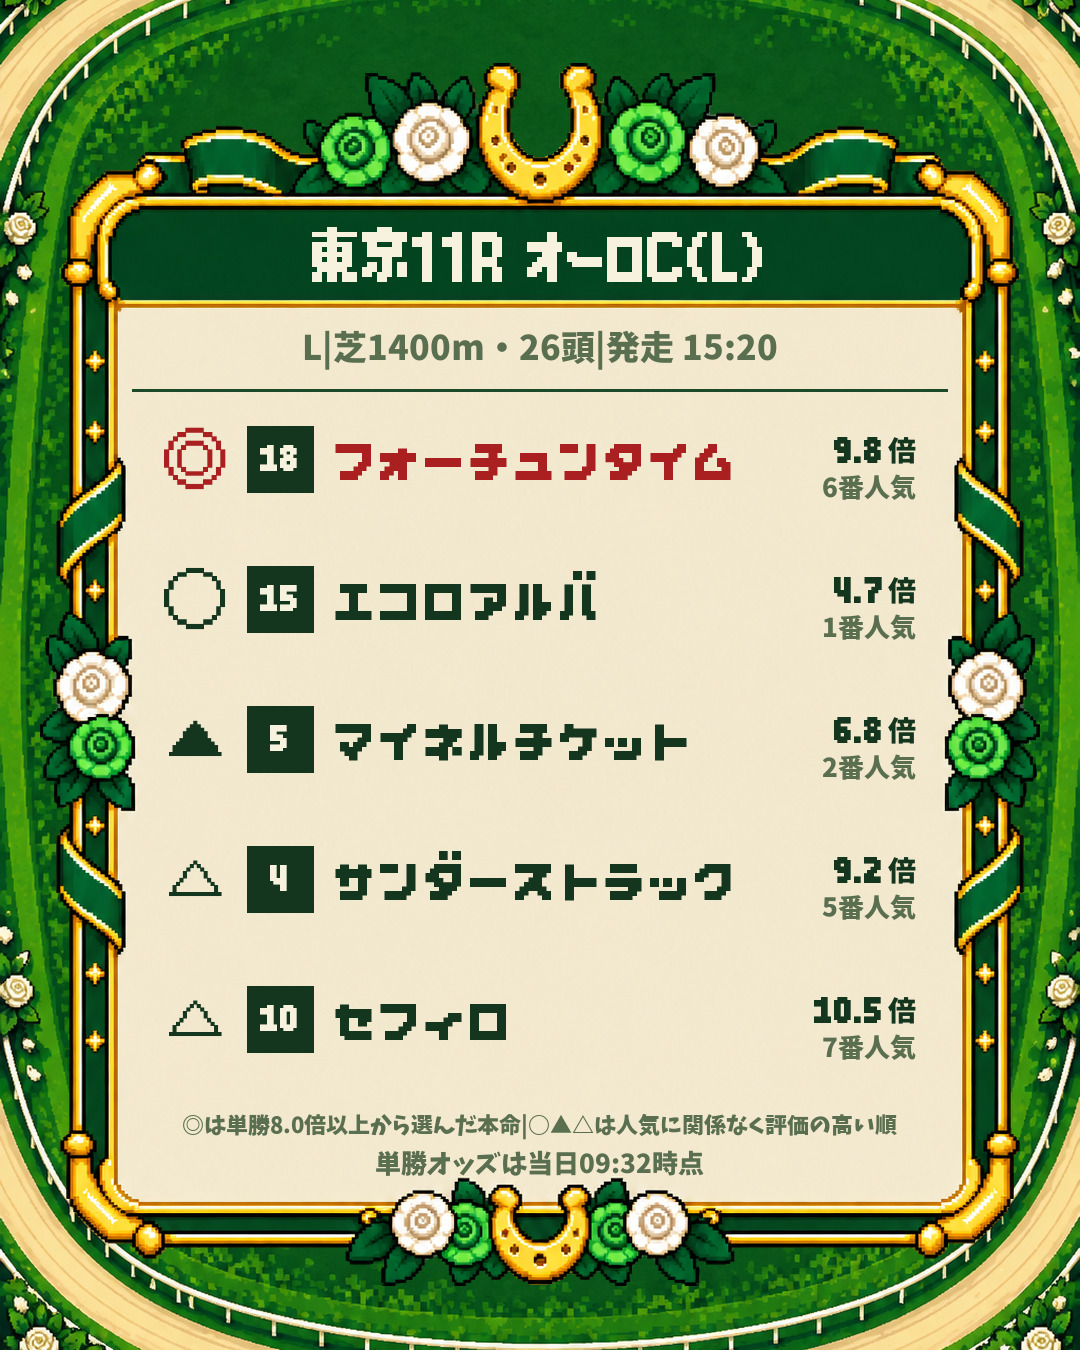 東京11R オーロC(L)
L|芝1400m・26頭|発走 15:20
◎ 18 フォーチュンタイム 9.8倍
6番人気
○ 15 エコロアルバ 4.7倍
1番人気
▲ 5 マイネルチケット 6.8倍
2番人気
△ 4 サンダーストラック 9.2倍
5番人気
△ 10 セフィロ 10.5倍
7番人気
◎は単勝8.0倍以上から選んだ本命|○▲△は人気に関係なく評価の高い順
単勝オッズは当日09:32時点